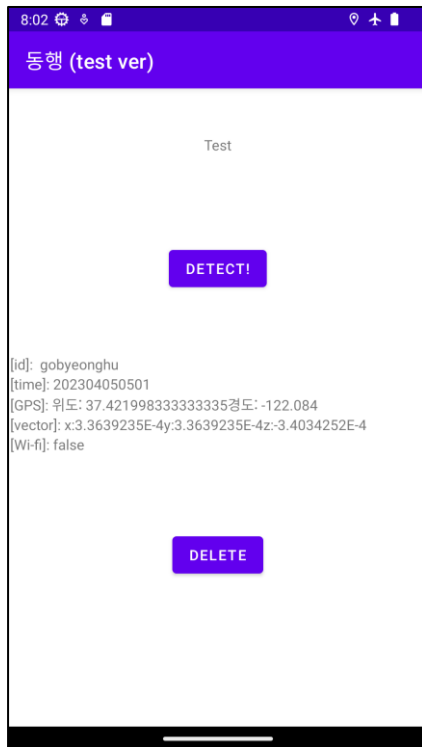 8:02
동행 (test ver)
Test
DETECT!
[id]: gobyeonghu
[time]: 202304050501
[GPS]: 위도: 37.421998333333335경도: -122.084
[vector]: x:3.3639235E-4y:3.3639235E-4z:-3.4034252E-4
[Wi-fi]: false
DELETE